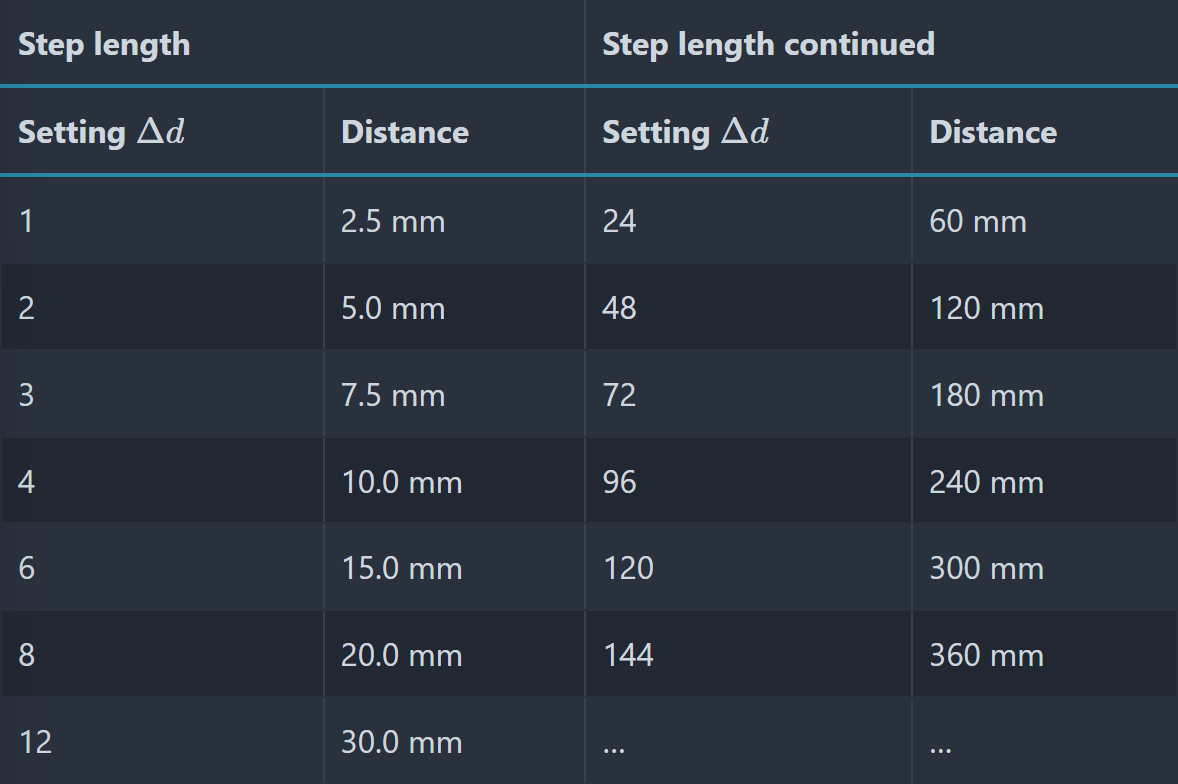 Step length Step length continued
Setting Δd Distance Setting Δd Distance
1 2.5 mm 24 60 mm
2 5.0 mm 48 120 mm
3 7.5 mm 72 180 mm
4 10.0 mm 96 240 mm
6 15.0 mm 120 300 mm
8 20.0 mm 144 360 mm
12 30.0 mm ... ...